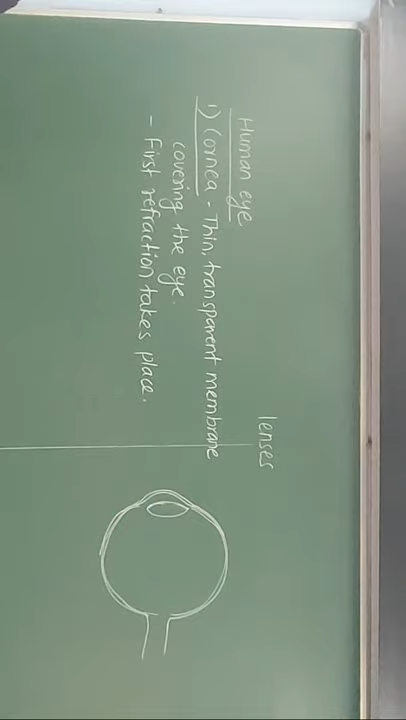 lenses
Human eye
1) Cornea - Thin, transparent membrane
covering the eye.
- First refraction takes place.